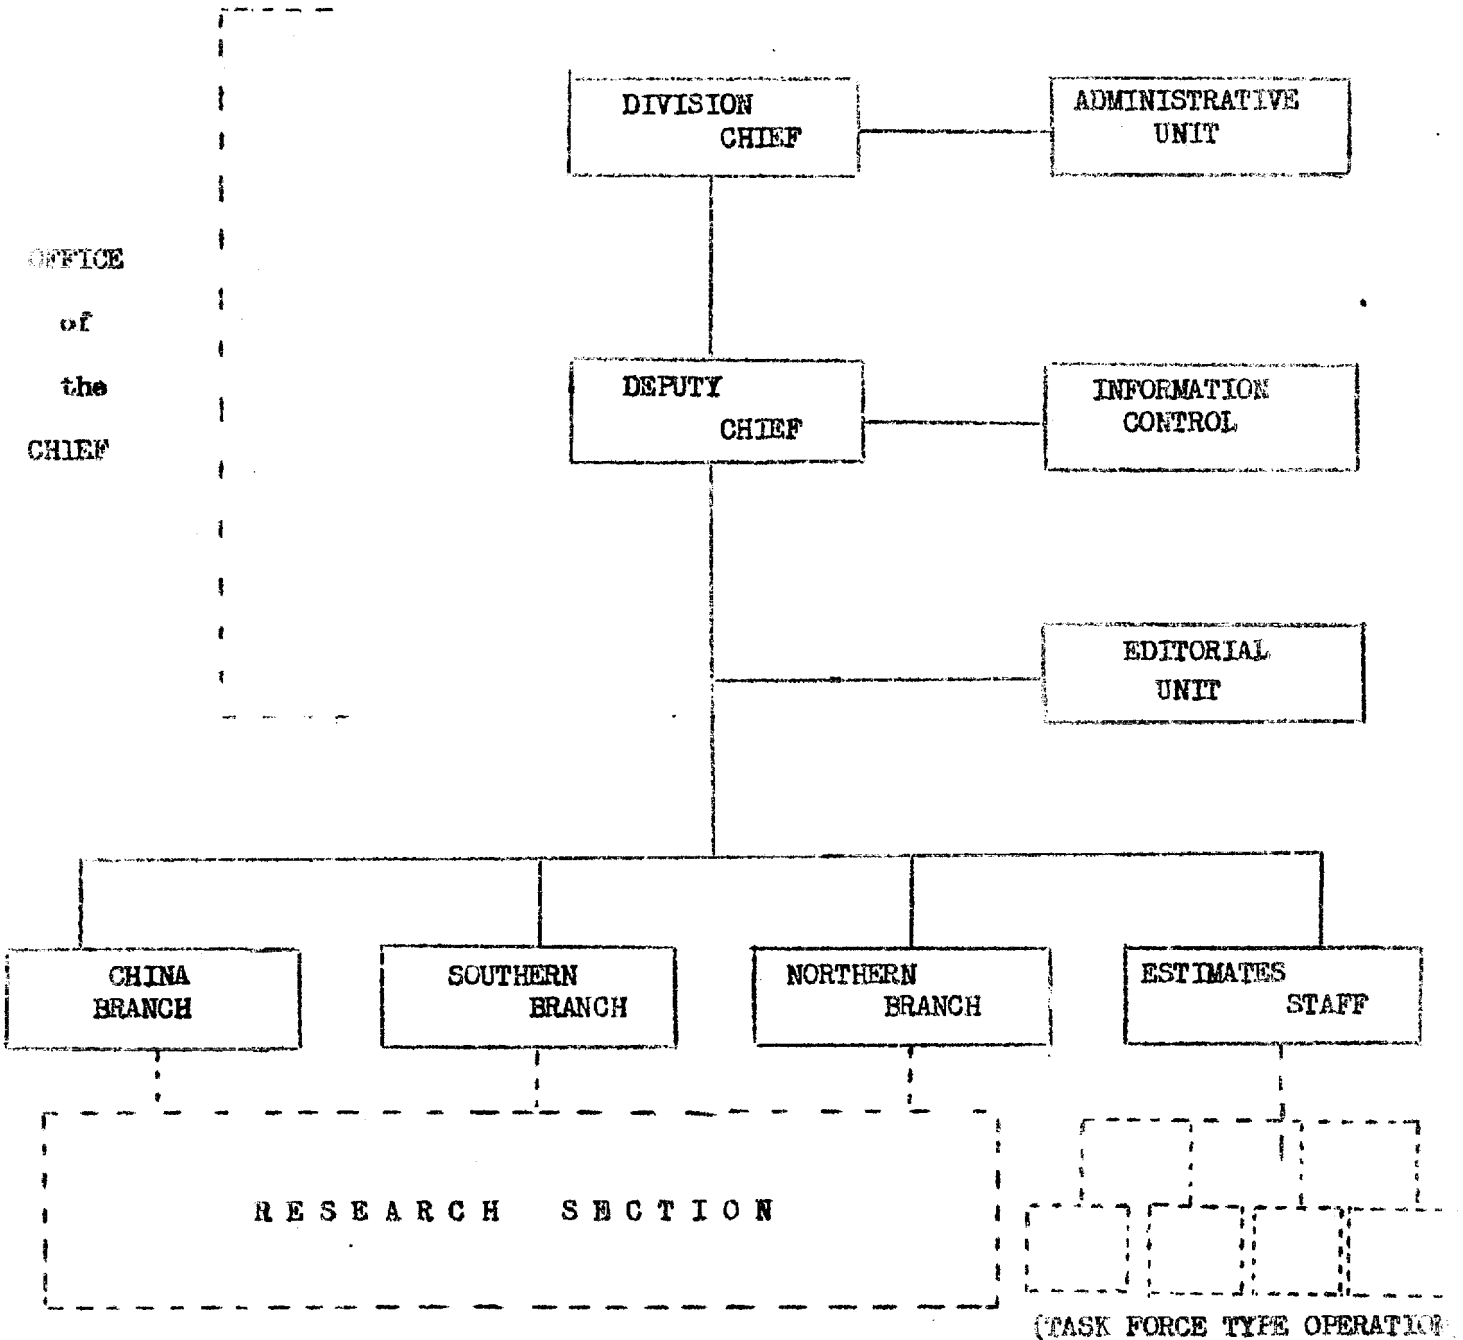 DIVISION
CHIEF
ADMINISTRATIVE
UNIT
OFFICE
of
the
CHIEF
DEPUTY
CHIEF
INFORMATION
CONTROL
EDITORIAL
UNIT
CHINA
BRANCH
SOUTHERN
BRANCH
NORTHERN
BRANCH
ESTIMATES
STAFF
RESEARCH SECTION
(TASK FORCE TYPE OPERATION